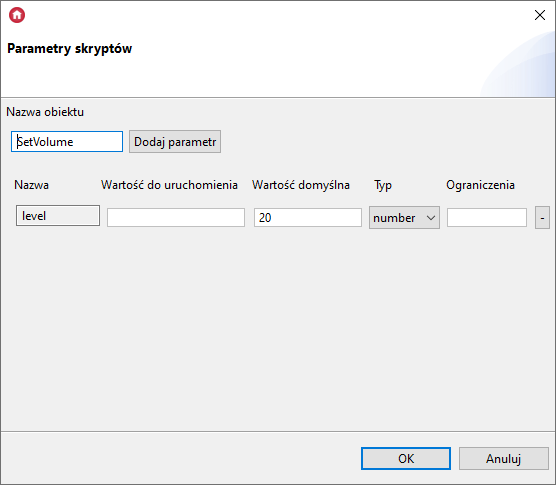 Parametry skryptów
Nazwa obiektu
SetVolume Dodaj parametr
Nazwa Wartość do uruchomienia Wartość domyślna Typ Ograniczenia
level 20 number -
OK Anuluj